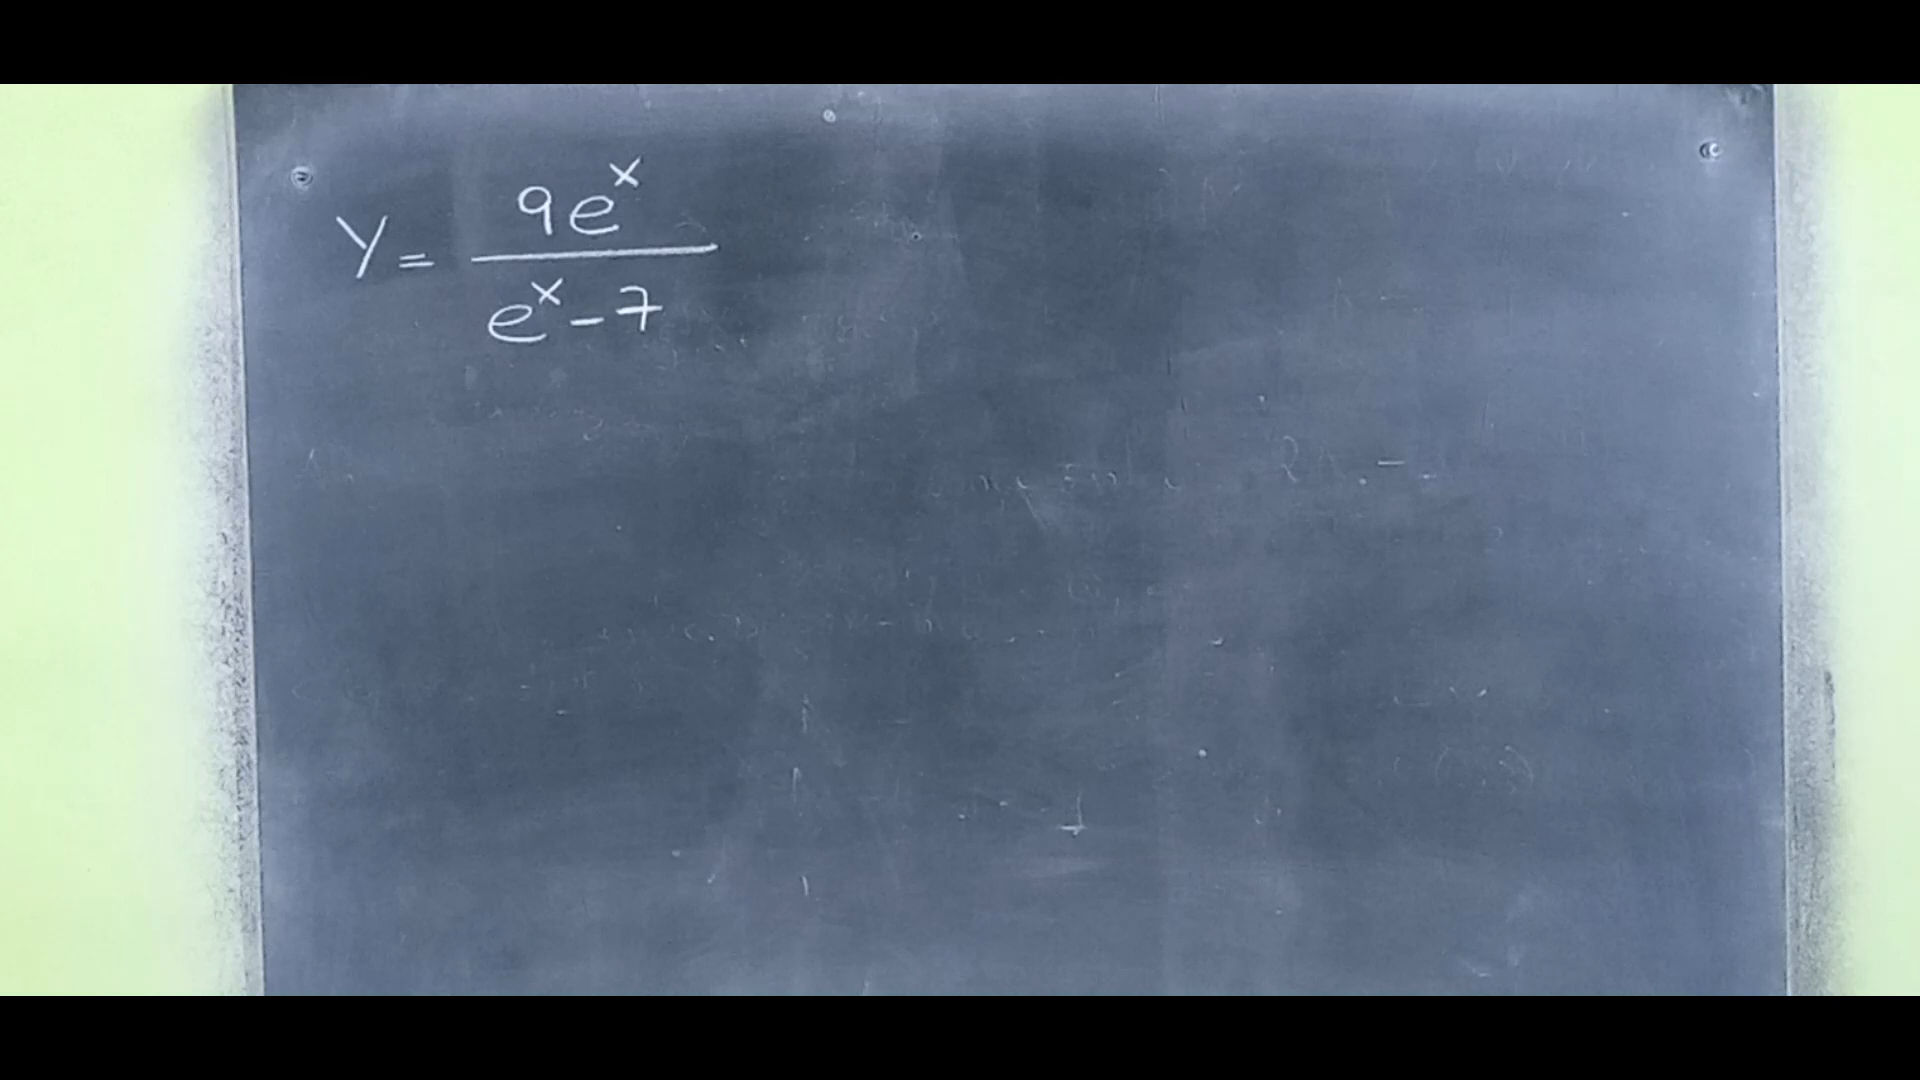 Y = 9e^x / (e^x - 7)